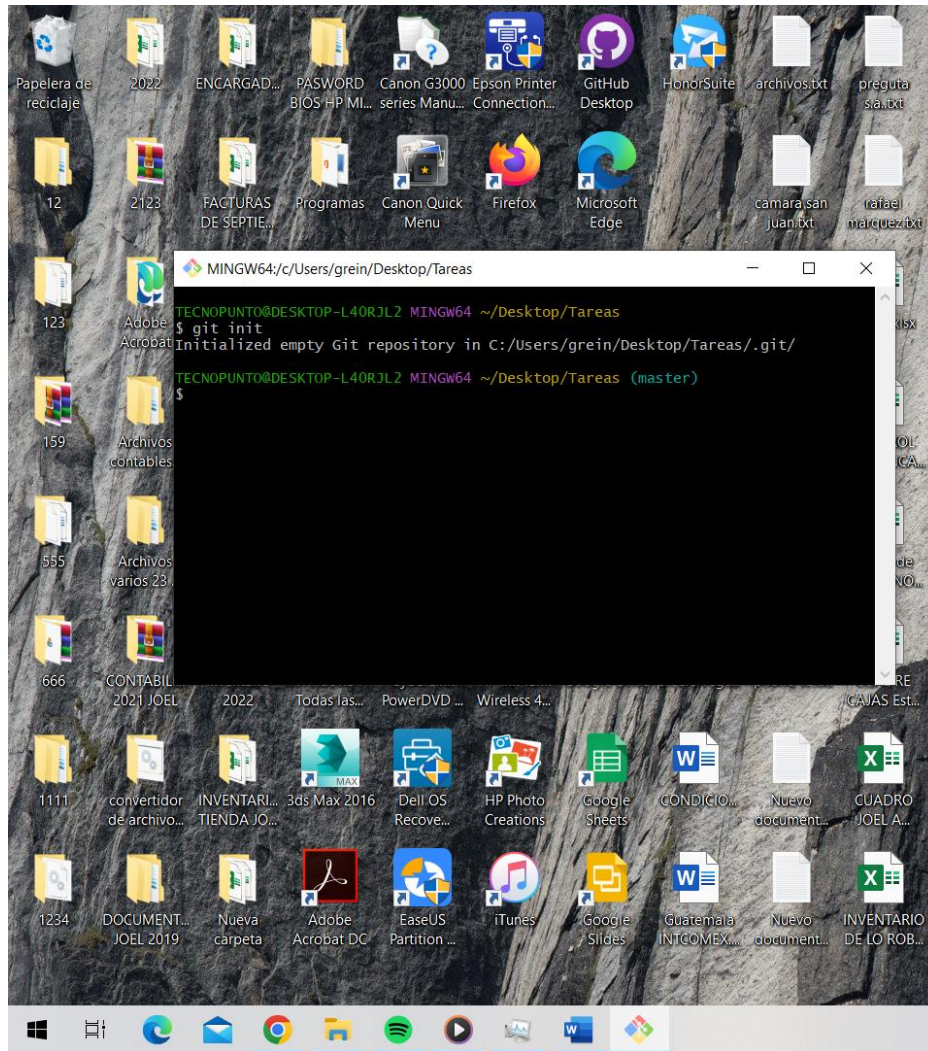 Papelera de
reciclaje
2022
ENCARGAD...
PASWORD
BIOS HP MI...
Canon G3000
series Manu...
Epson Printer
Connection...
GitHub
Desktop
HonorSuite
archivos.txt
preguta
s.a..txt
12
2123
FACTURAS
DE SEPTIE...
Programas
Canon Quick
Menu
Firefox
Microsoft
Edge
camara san
juan.txt
rafael
marquez.txt
MINGW64:/c/Users/grein/Desktop/Tareas
TECNOPUNTO@DESKTOP-L4ORJL2 MINGW64 ~/Desktop/Tareas
$ git init
Initialized empty Git repository in C:/Users/grein/Desktop/Tareas/.git/
TECNOPUNTO@DESKTOP-L4ORJL2 MINGW64 ~/Desktop/Tareas (master)
$
123
Adobe
Acrobat
159
Archivos
contables
555
Archivos
varios 23
666
CONTABIL
2021 JOEL
2022
Todas las...
PowerDVD ...
Wireless 4...
CAJAS Est...
1111
convertidor
de archivo...
INVENTARI...
TIENDA JO...
3ds Max 2016
MAX
Dell OS
Recove...
HP Photo
Creations
Google
Sheets
CONDICIO...
Nuevo
document...
CUADRO
JOEL A...
1234
DOCUMENT...
JOEL 2019
Nueva
carpeta
Adobe
Acrobat DC
EaseUS
Partition ...
iTunes
Google
Slides
Guatemala
INTCOMEX....
Nuevo
document...
INVENTARIO
DE LO ROB...